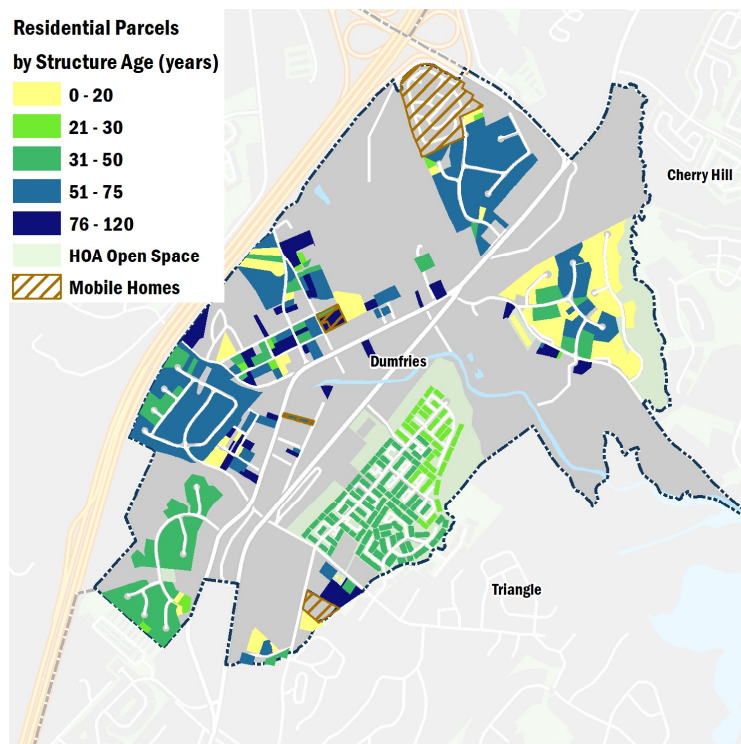 Residential Parcels
by Structure Age (years)
0 - 20
21 - 30
31 - 50
51 - 75
76 - 120
HOA Open Space
Mobile Homes
Cherry Hill
Dumfries
Triangle